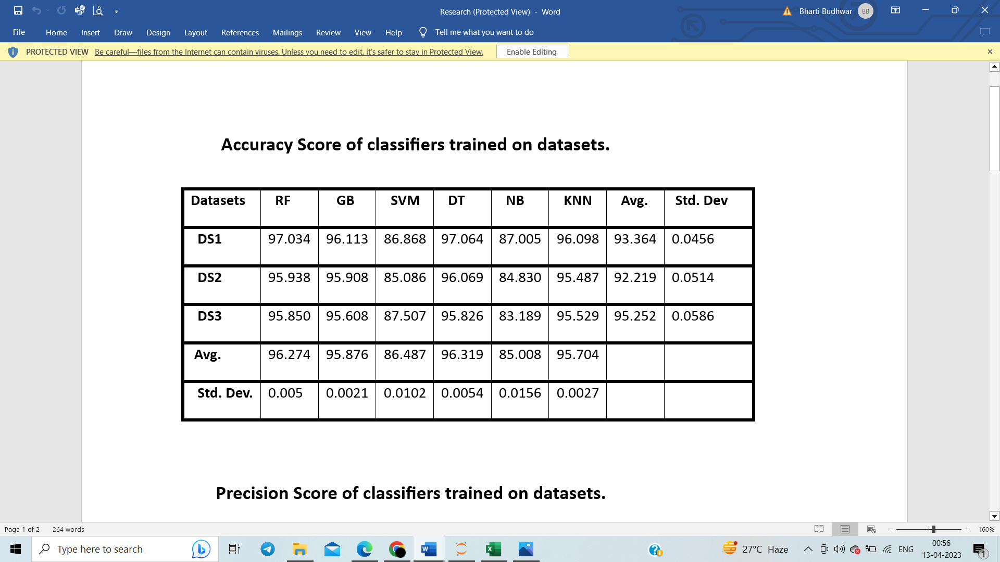 Research (Protected View) - Word
Bharti Budhwar BB
File Home Insert Draw Design Layout References Mailings Review View Help Tell me what you want to do
PROTECTED VIEW Be careful—files from the Internet can contain viruses. Unless you need to edit, it's safer to stay in Protected View. Enable Editing
Accuracy Score of classifiers trained on datasets.
Datasets RF GB SVM DT NB KNN Avg. Std. Dev
DS1 97.034 96.113 86.868 97.064 87.005 96.098 93.364 0.0456
DS2 95.938 95.908 85.086 96.069 84.830 95.487 92.219 0.0514
DS3 95.850 95.608 87.507 95.826 83.189 95.529 95.252 0.0586
Avg. 96.274 95.876 86.487 96.319 85.008 95.704
Std. Dev. 0.005 0.0021 0.0102 0.0054 0.0156 0.0027
Precision Score of classifiers trained on datasets.
Page 1 of 2 264 words 160%
Type here to search
27°C Haze ENG
00:56
13-04-2023
1